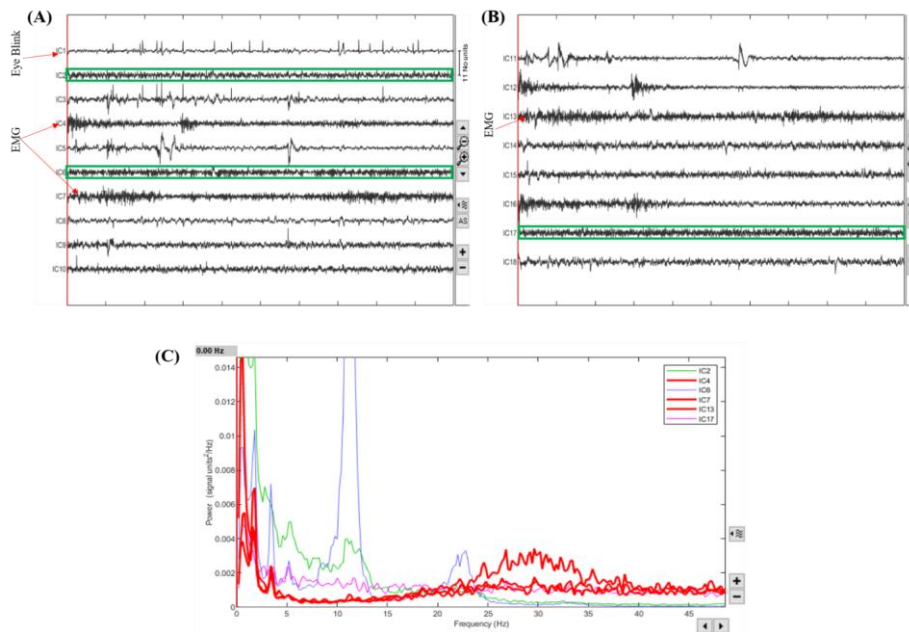 (A)
Eye Blink
EMG
IC1
IC2
IC3
IC4
IC5
IC6
IC7
IC8
IC9
IC10
11 No units
AS
+
−
(B)
EMG
IC11
IC12
IC13
IC14
IC15
IC16
IC17
IC18
(C)
0.00 Hz
Power (signal units²/Hz)
0.014
0.012
0.01
0.008
0.006
0.004
0.002
0
0 5 10 15 20 25 30 35 40 45
Frequency (Hz)
IC2
IC4
IC6
IC7
IC13
IC17
+
−